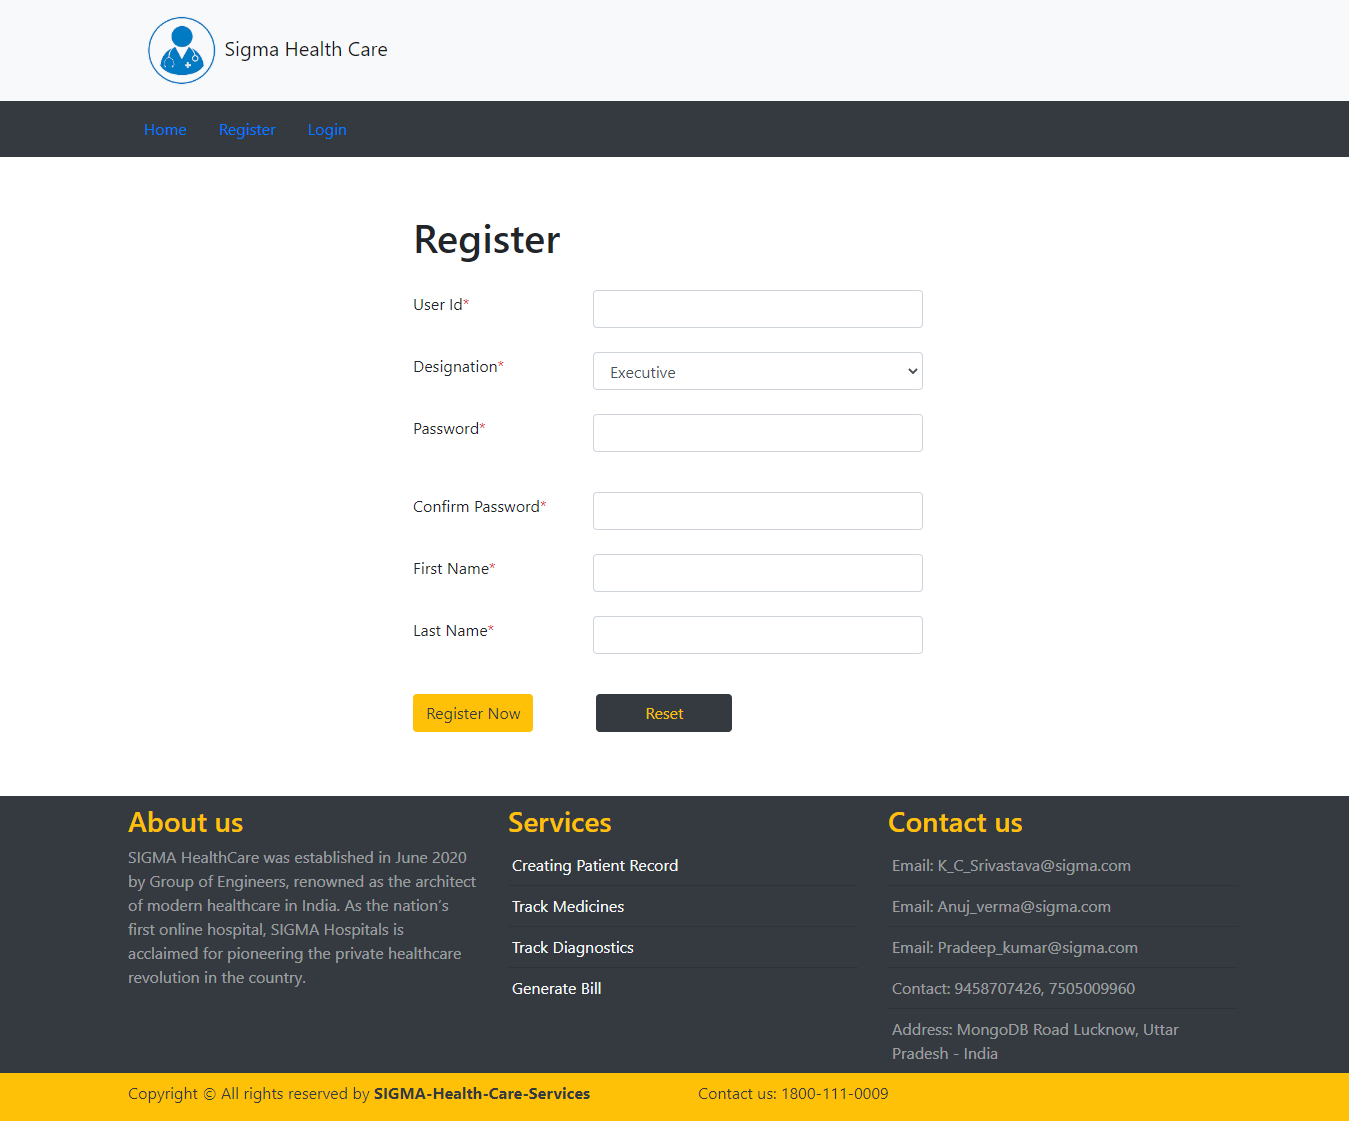 Sigma Health Care
Home Register Login
Register
User Id*
Designation* Executive
Password*
Confirm Password*
First Name*
Last Name*
Register Now Reset
About us
SIGMA HealthCare was established in June 2020
by Group of Engineers, renowned as the architect
of modern healthcare in India. As the nation’s
first online hospital, SIGMA Hospitals is
acclaimed for pioneering the private healthcare
revolution in the country.
Services
Creating Patient Record
Track Medicines
Track Diagnostics
Generate Bill
Contact us
Email: K_C_Srivastava@sigma.com
Email: Anuj_verma@sigma.com
Email: Pradeep_kumar@sigma.com
Contact: 9458707426, 7505009960
Address: MongoDB Road Lucknow, Uttar
Pradesh - India
Copyright © All rights reserved by SIGMA-Health-Care-Services Contact us: 1800-111-0009